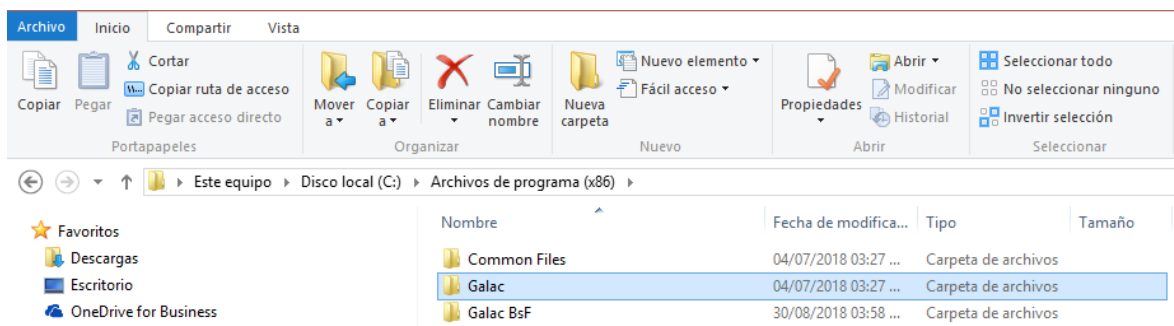 Archivo Inicio Compartir Vista
Cortar
Copiar ruta de acceso
Pegar acceso directo
Copiar Pegar
Portapapeles
Mover a Copiar a Eliminar Cambiar nombre
Organizar
Nueva carpeta
Nuevo elemento
Fácil acceso
Nuevo
Propiedades
Abrir
Modificar
Historial
Abrir
Seleccionar todo
No seleccionar ninguno
Invertir selección
Seleccionar
Este equipo Disco local (C:) Archivos de programa (x86)
Favoritos
Descargas
Escritorio
OneDrive for Business
Nombre Fecha de modifica... Tipo Tamaño
Common Files 04/07/2018 03:27 ... Carpeta de archivos
Galac 04/07/2018 03:27 ... Carpeta de archivos
Galac BsF 30/08/2018 03:58 ... Carpeta de archivos